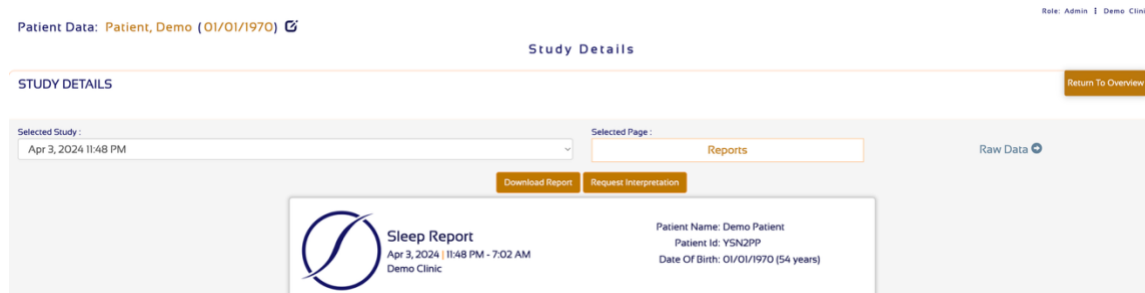 Role: Admin ⁞ Demo Clini
Patient Data: Patient, Demo (01/01/1970)
Study Details
STUDY DETAILS
Return To Overview
Selected Study :
Apr 3, 2024 11:48 PM
Selected Page :
Reports
Raw Data
Download Report
Request Interpretation
Sleep Report
Apr 3, 2024 | 11:48 PM - 7:02 AM
Demo Clinic
Patient Name: Demo Patient
Patient Id: YSN2PP
Date Of Birth: 01/01/1970 (54 years)